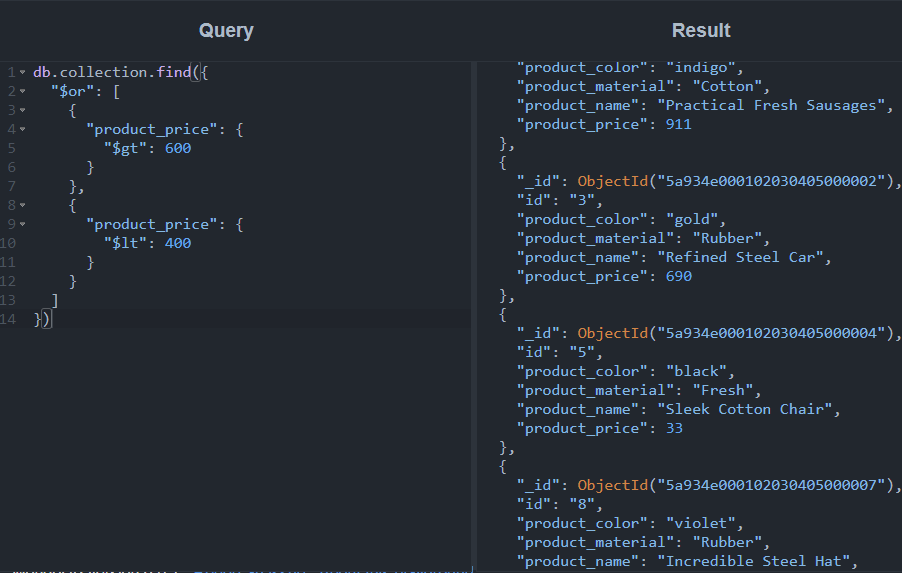 Query
Result
1 db.collection.find({
2 "$or": [
3 {
4 "product_price": {
5 "$gt": 600
6 }
7 },
8 {
9 "product_price": {
10 "$lt": 400
11 }
12 }
13 ]
14 })
"product_color": "indigo",
"product_material": "Cotton",
"product_name": "Practical Fresh Sausages",
"product_price": 911
},
{
"_id": ObjectId("5a934e000102030405000002"),
"id": "3",
"product_color": "gold",
"product_material": "Rubber",
"product_name": "Refined Steel Car",
"product_price": 690
},
{
"_id": ObjectId("5a934e000102030405000004"),
"id": "5",
"product_color": "black",
"product_material": "Fresh",
"product_name": "Sleek Cotton Chair",
"product_price": 33
},
{
"_id": ObjectId("5a934e000102030405000007"),
"id": "8",
"product_color": "violet",
"product_material": "Rubber",
"product_name": "Incredible Steel Hat",